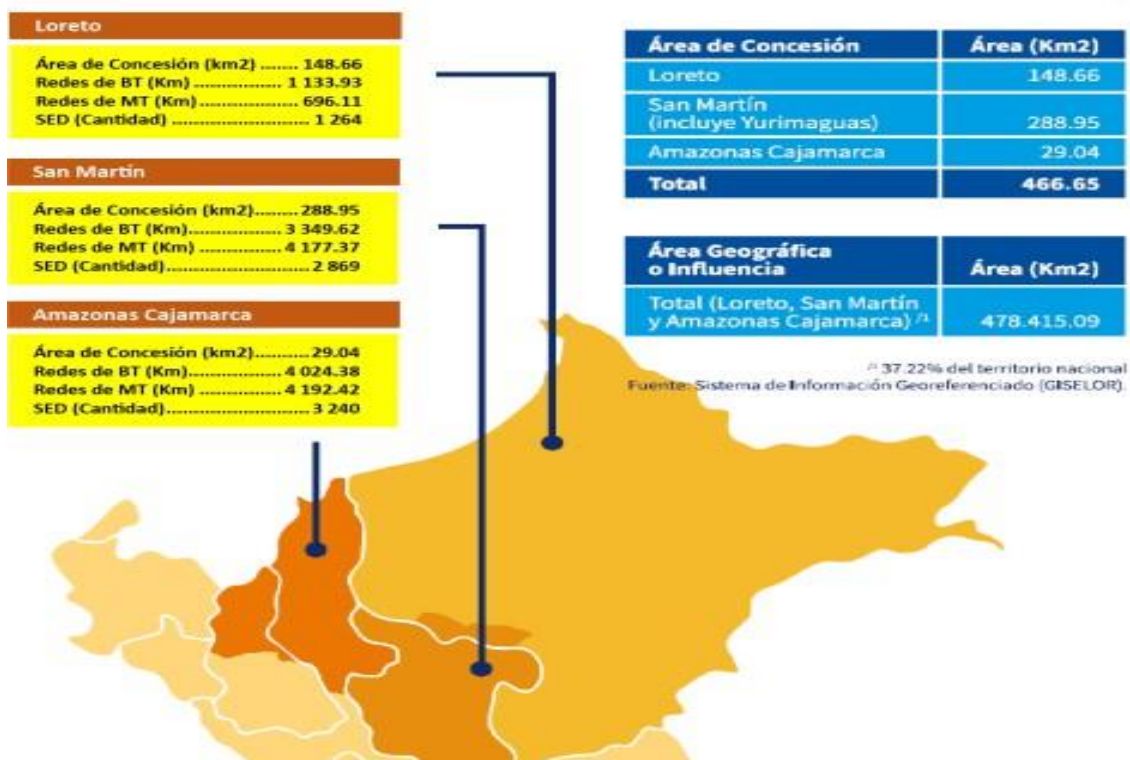 Loreto
Área de Concesión (km2) ....... 148.66
Redes de BT (Km) ................. 1 133.93
Redes de MT (Km) .................... 696.11
SED (Cantidad) ............................ 1 264
San Martín
Área de Concesión (km2)......... 288.95
Redes de BT (Km)................... 3 349.62
Redes de MT (Km) ................. 4 177.37
SED (Cantidad)............................. 2 869
Amazonas Cajamarca
Área de Concesión (km2)........... 29.04
Redes de BT (Km)................... 4 024.38
Redes de MT (Km) ................. 4 192.42
SED (Cantidad)............................. 3 240
Área de Concesión Área (Km2)
Loreto 148.66
San Martín
(incluye Yurimaguas) 288.95
Amazonas Cajamarca 29.04
Total 466.65
Área Geográfica
o Influencia Área (Km2)
Total (Loreto, San Martín
y Amazonas Cajamarca) /1 478.415.09
/1 37.22% del territorio nacional
Fuente: Sistema de Información Georeferenciado (GISELOR).